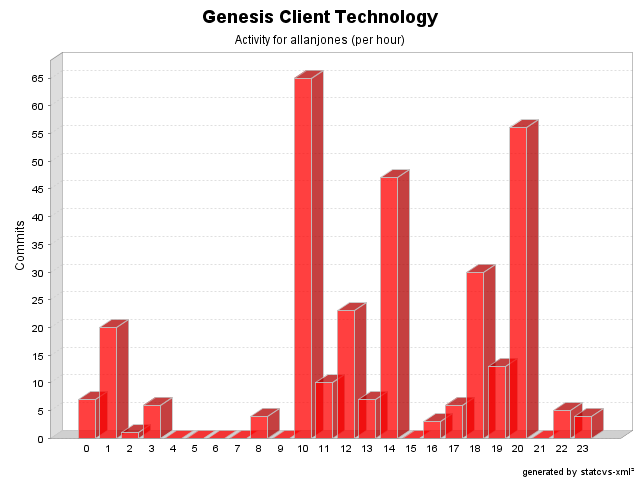 Genesis Client Technology
Activity for allanjones (per hour)
Commits
65
60
55
50
45
40
35
30
25
20
15
10
5
0
0 1 2 3 4 5 6 7 8 9 10 11 12 13 14 15 16 17 18 19 20 21 22 23
generated by statcvs-xml²